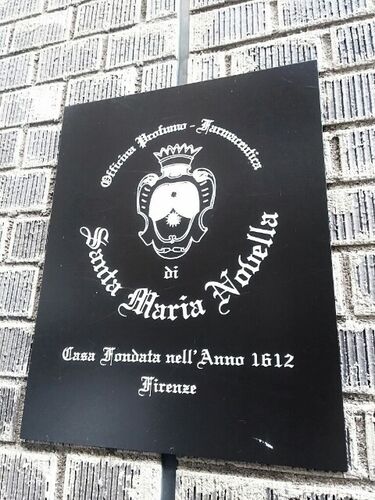 Officina Profumo - Farmaceutica
di
Santa Maria Novella
Casa Fondata nell'Anno 1612
Firenze